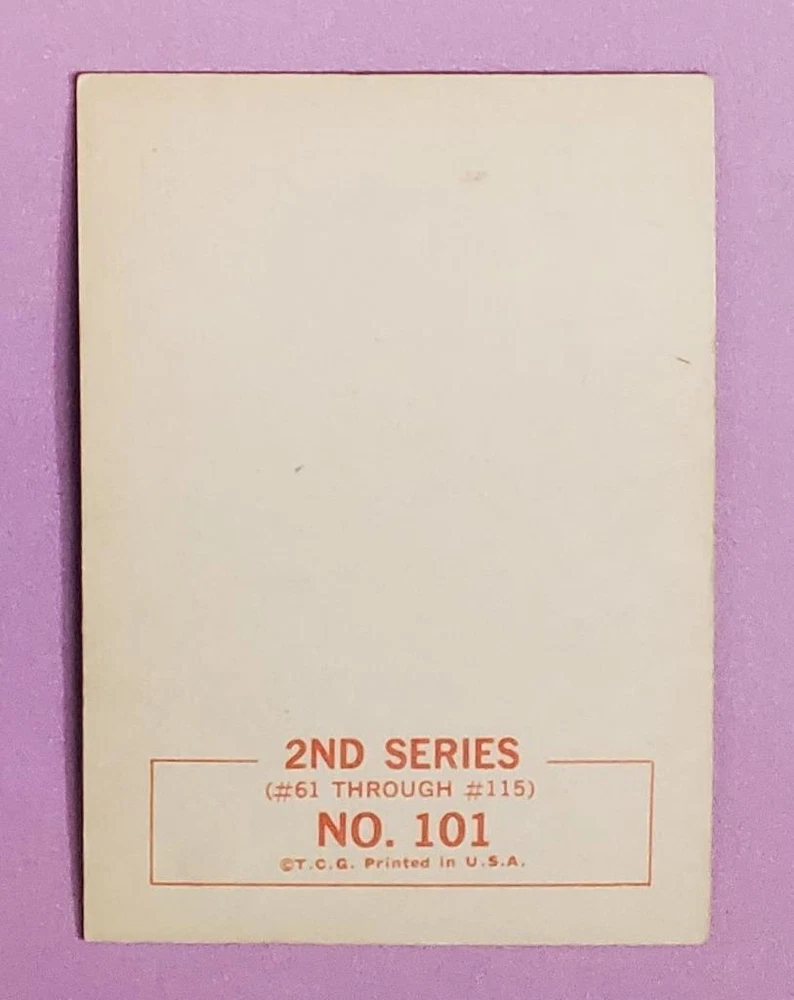 2ND SERIES
(#61 THROUGH #115)
NO. 101
©T.C.G. Printed in U.S.A.